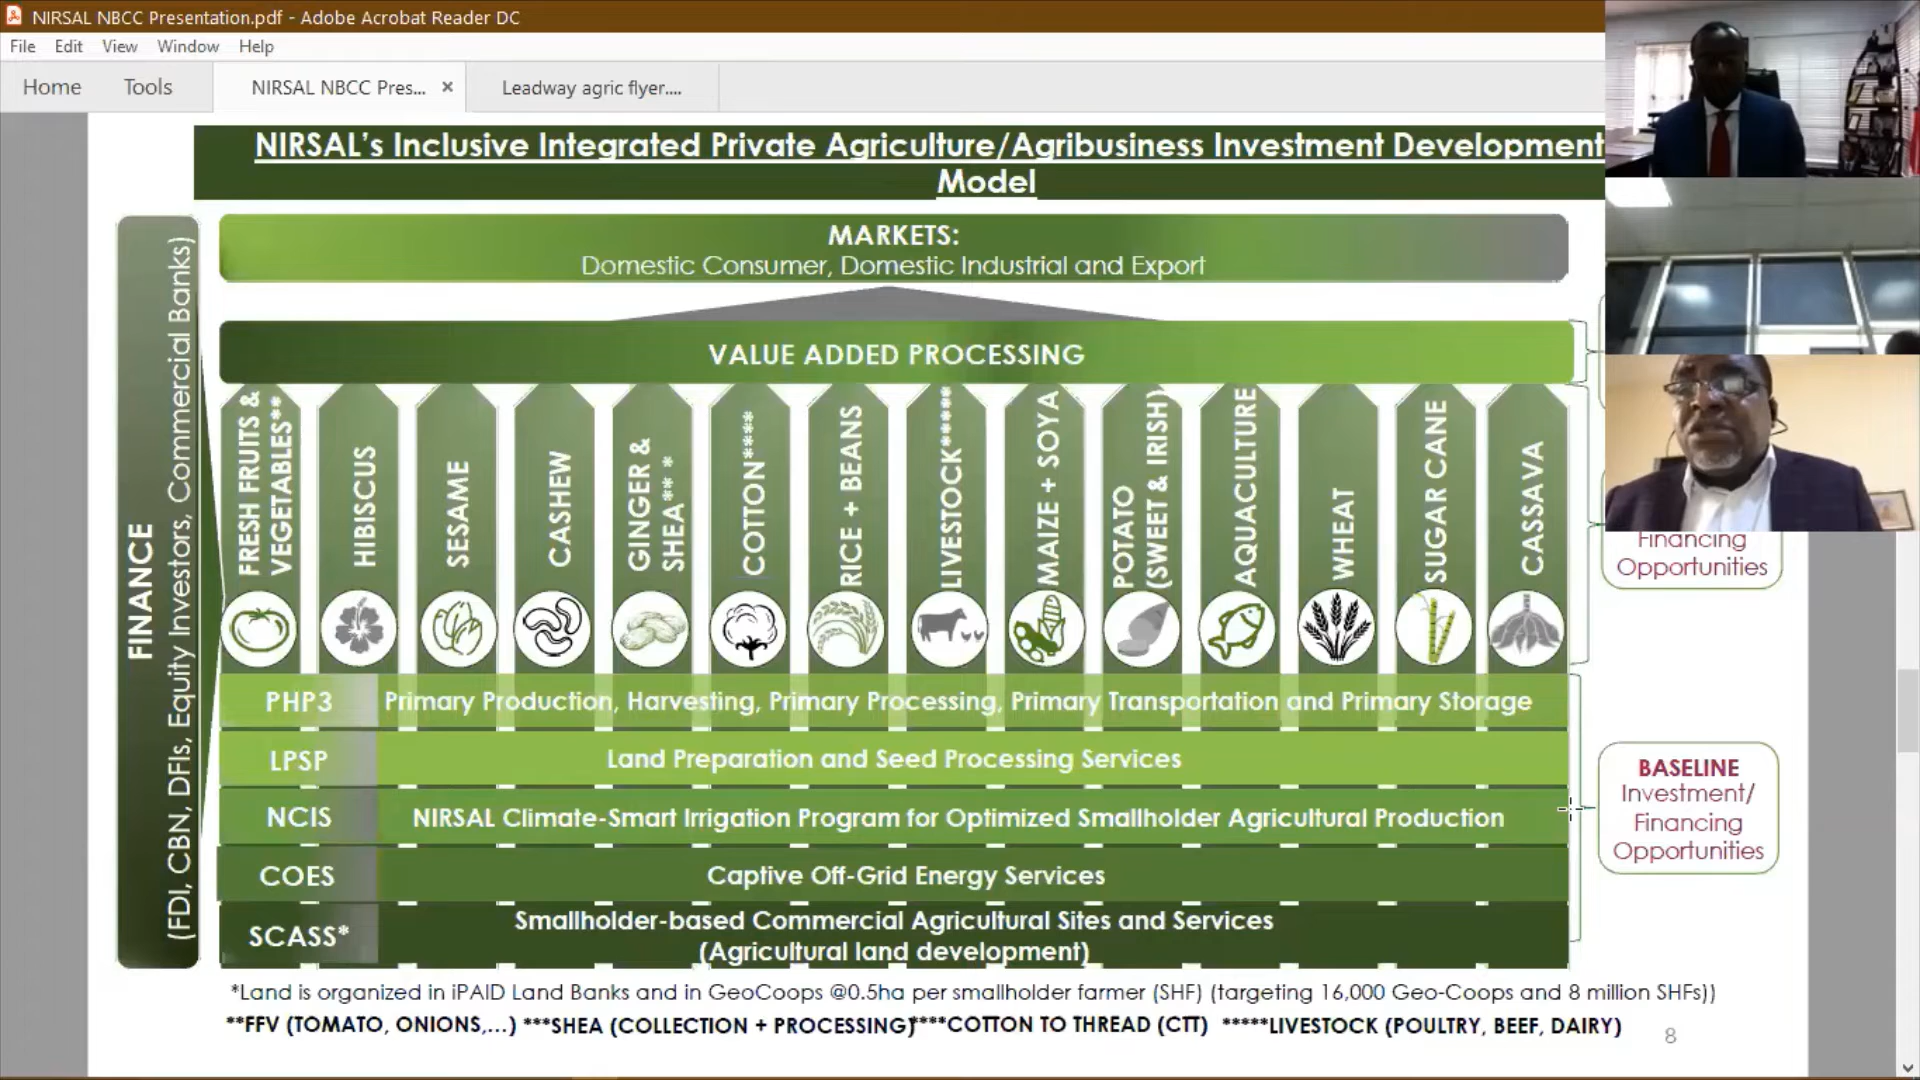 NIRSAL NBCC Presentation.pdf - Adobe Acrobat Reader DC
File Edit View Window Help
Home Tools NIRSAL NBCC Pres... × Leadway agric flyer....
NIRSAL's Inclusive Integrated Private Agriculture/Agribusiness Investment Development
Model
FINANCE
(FDI, CBN, DFIs, Equity Investors, Commercial Banks)
MARKETS:
Domestic Consumer, Domestic Industrial and Export
VALUE ADDED PROCESSING
FRESH FRUITS &
VEGETABLES**
HIBISCUS
SESAME
CASHEW
GINGER &
SHEA** *
COTTON****
RICE + BEANS
LIVESTOCK*****
MAIZE + SOYA
POTATO
(SWEET & IRISH)
AQUACULTURE
WHEAT
SUGAR CANE
CASSAVA
Financing
Opportunities
PHP3 Primary Production, Harvesting, Primary Processing, Primary Transportation and Primary Storage
LPSP Land Preparation and Seed Processing Services
NCIS NIRSAL Climate-Smart Irrigation Program for Optimized Smallholder Agricultural Production
COES Captive Off-Grid Energy Services
SCASS* Smallholder-based Commercial Agricultural Sites and Services
(Agricultural land development)
BASELINE
Investment/
Financing
Opportunities
*Land is organized in iPAID Land Banks and in GeoCoops @0.5ha per smallholder farmer (SHF) (targeting 16,000 Geo-Coops and 8 million SHFs))
**FFV (TOMATO, ONIONS,...) ***SHEA (COLLECTION + PROCESSING)****COTTON TO THREAD (CTT) *****LIVESTOCK (POULTRY, BEEF, DAIRY)
8